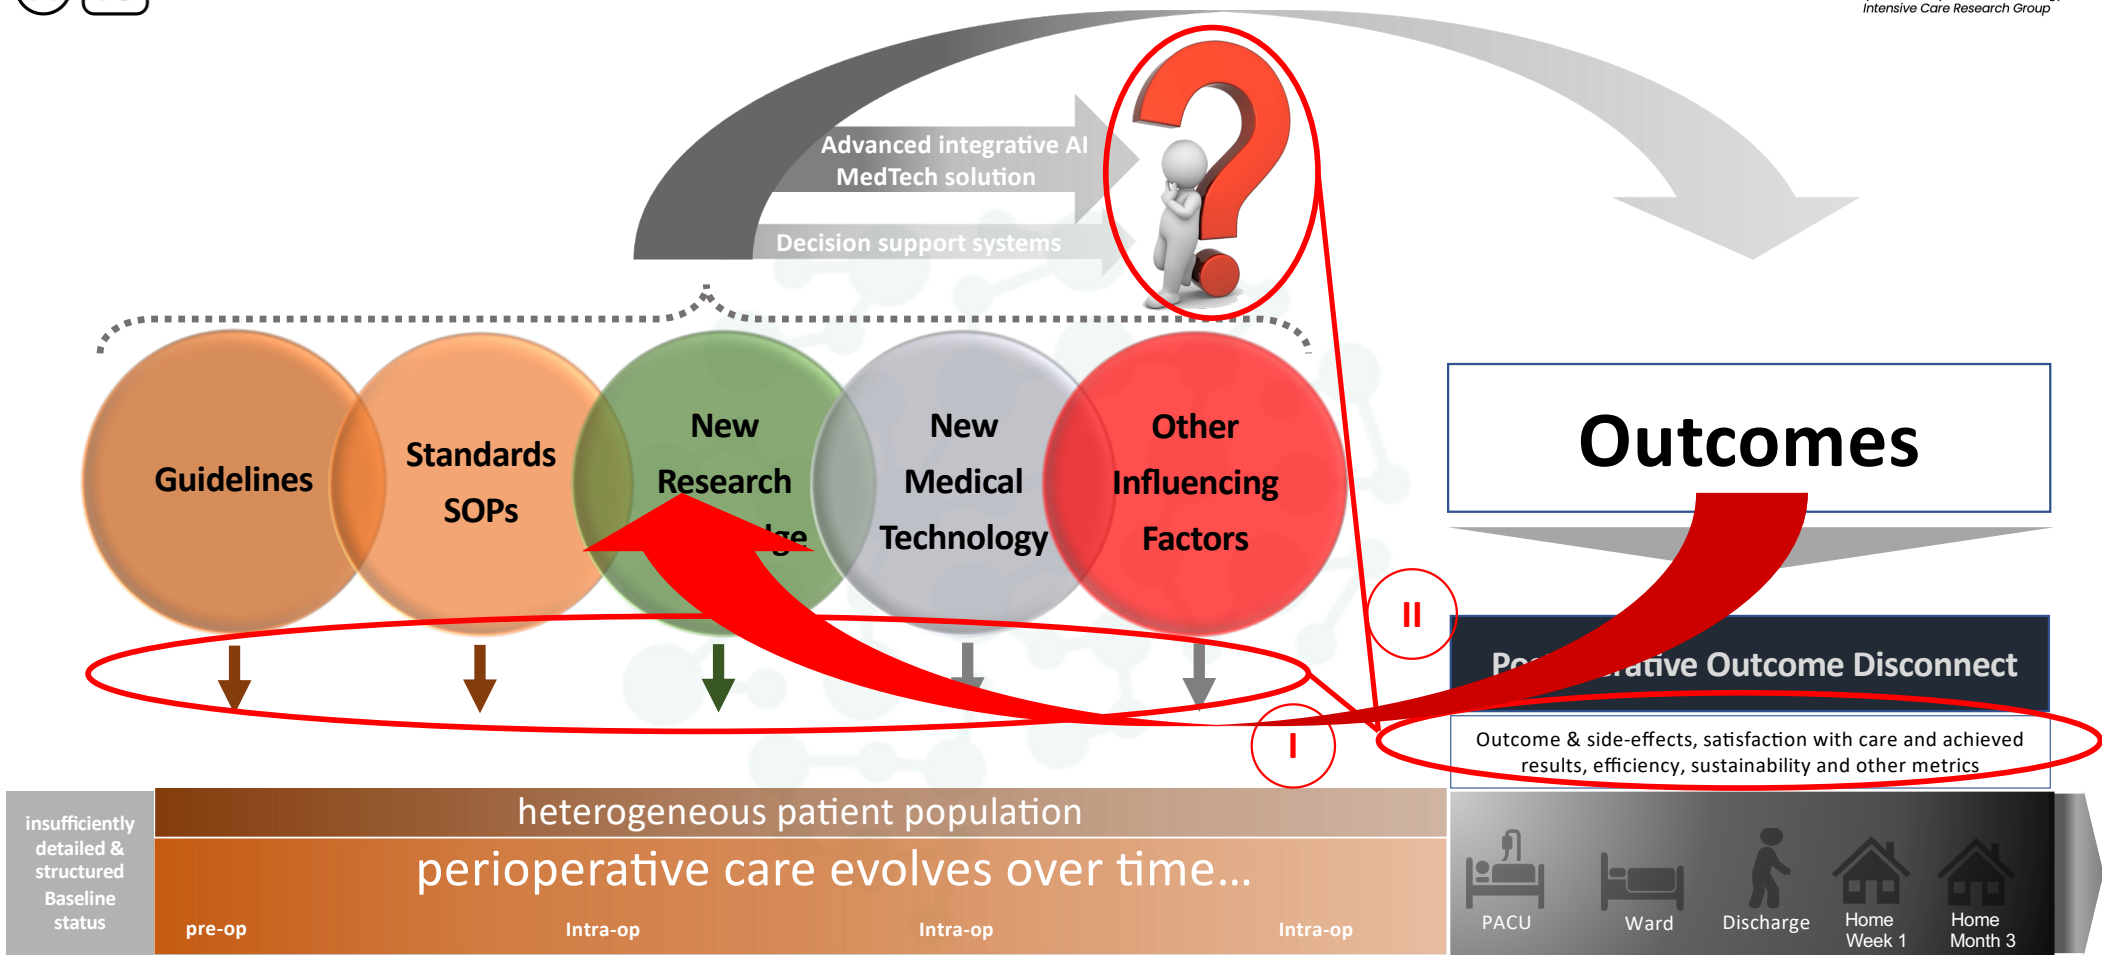 Intensive Care Research Group
Advanced integrative AI
MedTech solution
Decision support systems
Guidelines
Standards
SOPs
New
Research
New
Medical
Technology
Other
Influencing
Factors
Outcomes
II
I
Outcome Disconnect
Outcome & side-effects, satisfaction with care and achieved
results, efficiency, sustainability and other metrics
insufficiently
detailed &
structured
Baseline
status
heterogeneous patient population
perioperative care evolves over time...
pre-op
Intra-op
Intra-op
Intra-op
PACU
Ward
Discharge
Home
Week 1
Home
Month 3